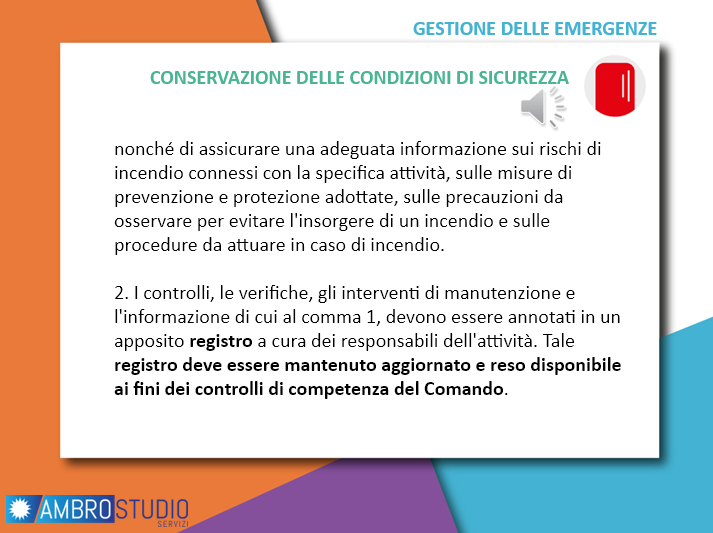 GESTIONE DELLE EMERGENZE
CONSERVAZIONE DELLE CONDIZIONI DI SICUREZZA
nonché di assicurare una adeguata informazione sui rischi di
incendio connessi con la specifica attività, sulle misure di
prevenzione e protezione adottate, sulle precauzioni da
osservare per evitare l'insorgere di un incendio e sulle
procedure da attuare in caso di incendio.
2. I controlli, le verifiche, gli interventi di manutenzione e
l'informazione di cui al comma 1, devono essere annotati in un
apposito registro a cura dei responsabili dell'attività. Tale
registro deve essere mantenuto aggiornato e reso disponibile
ai fini dei controlli di competenza del Comando.
AMBROSTUDIO
SERVIZI